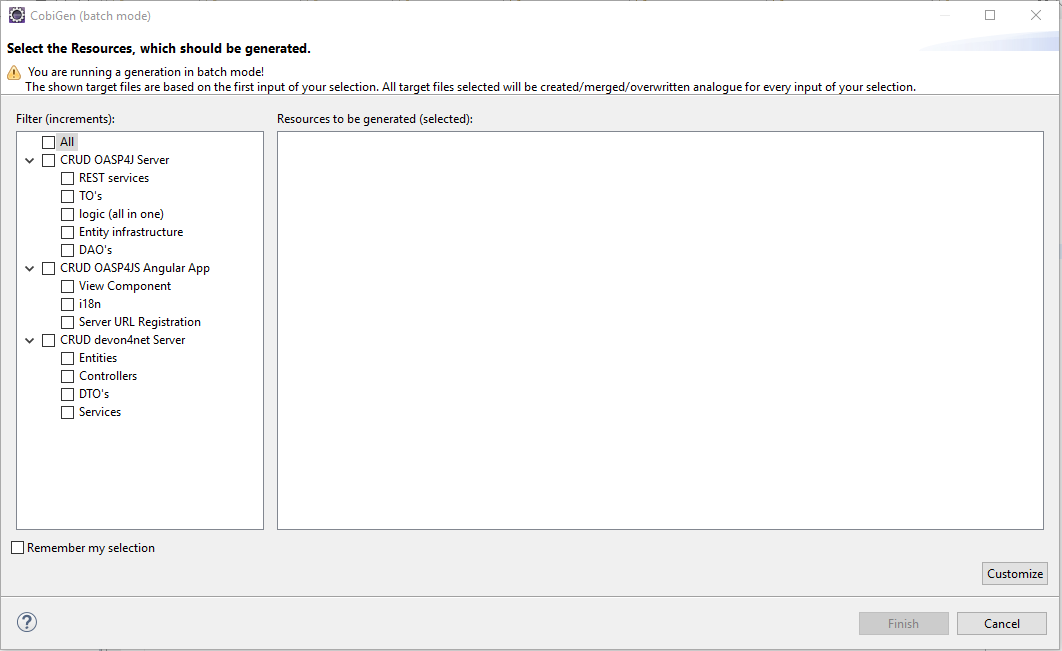 CobiGen (batch mode)
Select the Resources, which should be generated.
You are running a generation in batch mode!
The shown target files are based on the first input of your selection. All target files selected will be created/merged/overwritten analogue for every input of your selection.
Filter (increments):
Resources to be generated (selected):
All
CRUD OASP4J Server
REST services
TO's
logic (all in one)
Entity infrastructure
DAO's
CRUD OASP4JS Angular App
View Component
i18n
Server URL Registration
CRUD devon4net Server
Entities
Controllers
DTO's
Services
Remember my selection
Customize
?
Finish
Cancel